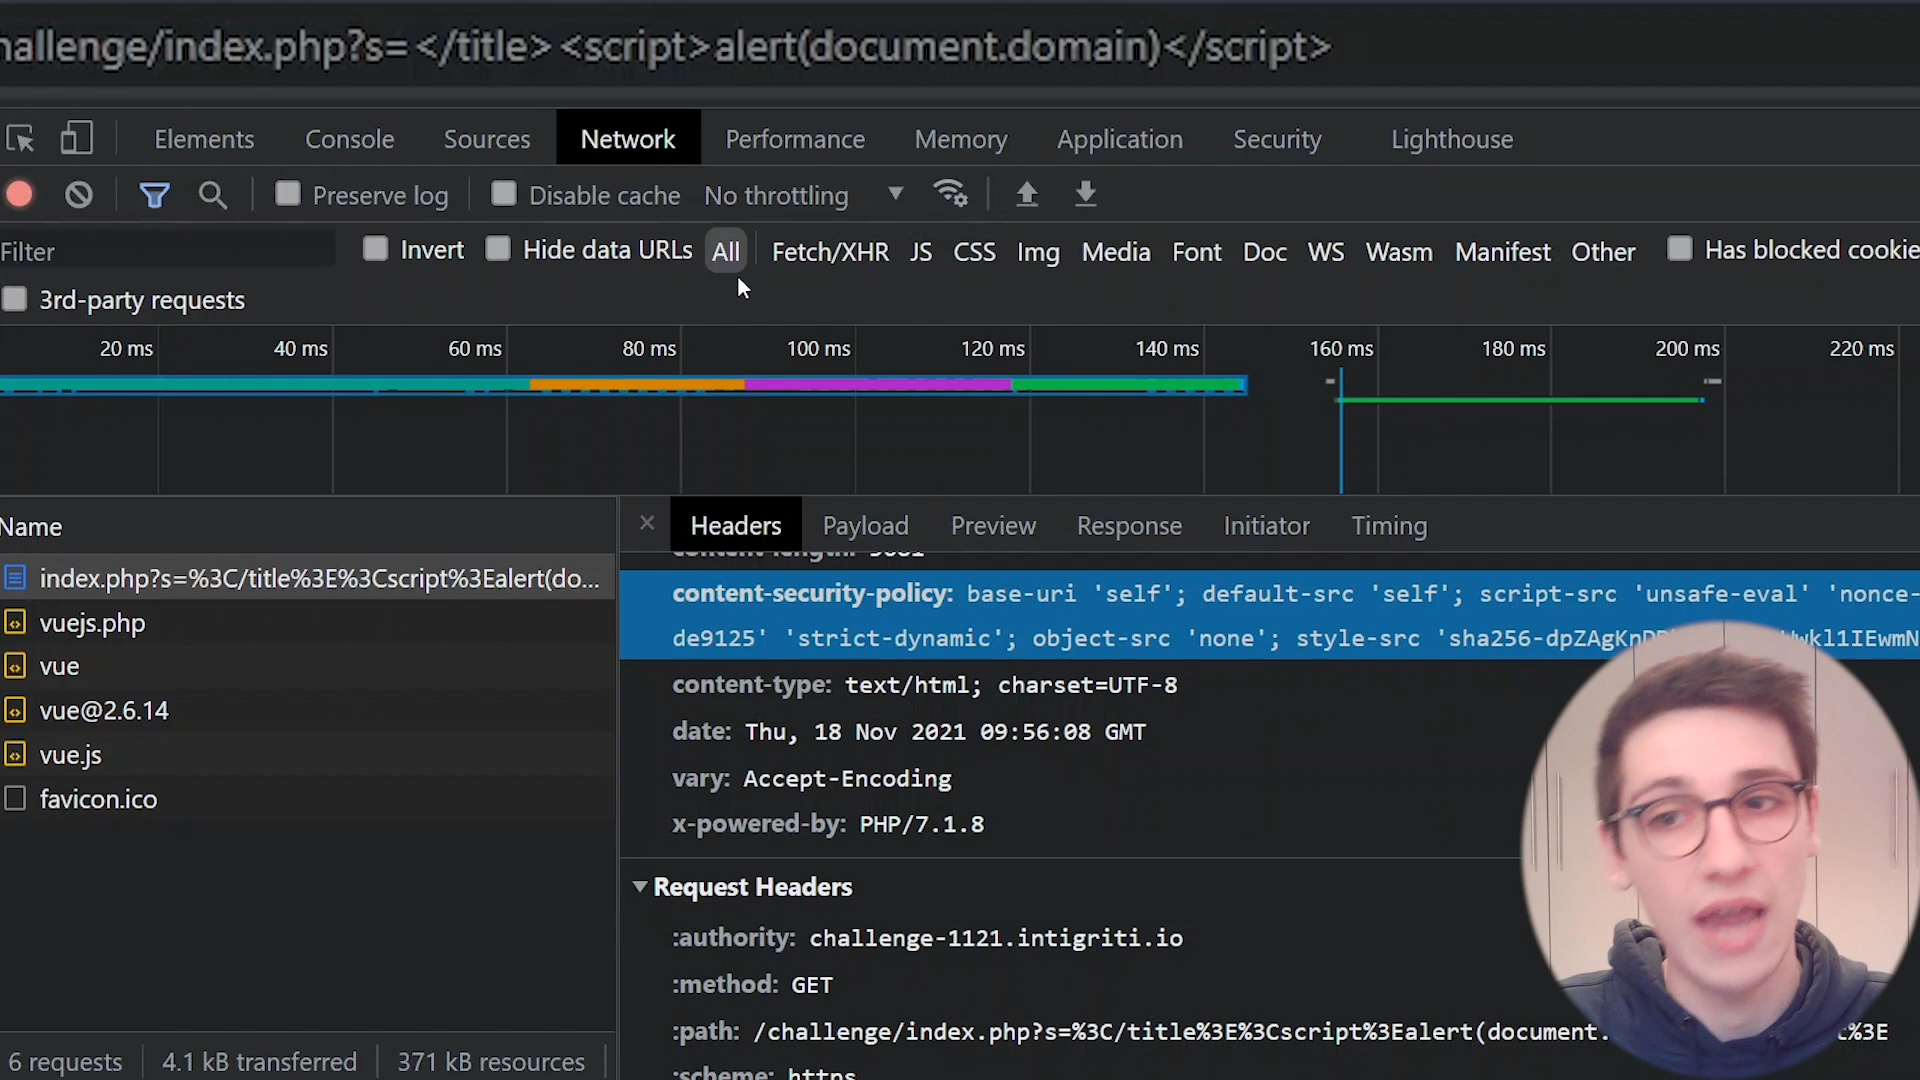 hallenge/index.php?s=</title><script>alert(document.domain)</script>
Elements Console Sources Network Performance Memory Application Security Lighthouse
Preserve log Disable cache No throttling
Filter Invert Hide data URLs All Fetch/XHR JS CSS Img Media Font Doc WS Wasm Manifest Other Has blocked cookie
3rd-party requests
20 ms 40 ms 60 ms 80 ms 100 ms 120 ms 140 ms 160 ms 180 ms 200 ms 220 ms
Name
index.php?s=%3C/title%3E%3Cscript%3Ealert(do...
vuejs.php
vue
vue@2.6.14
vue.js
favicon.ico
6 requests 4.1 kB transferred 371 kB resources
Headers Payload Preview Response Initiator Timing
content-length:
content-security-policy: base-uri 'self'; default-src 'self'; script-src 'unsafe-eval' 'nonce-
de9125' 'strict-dynamic'; object-src 'none'; style-src
content-type: text/html; charset=UTF-8
date: Thu, 18 Nov 2021 09:56:08 GMT
vary: Accept-Encoding
x-powered-by: PHP/7.1.8
Request Headers
:authority: challenge-1121.intigriti.io
:method: GET
:path: /challenge/index.php?s=%3C/title%3E%3Cscript%3Ealert(document.
:scheme: https